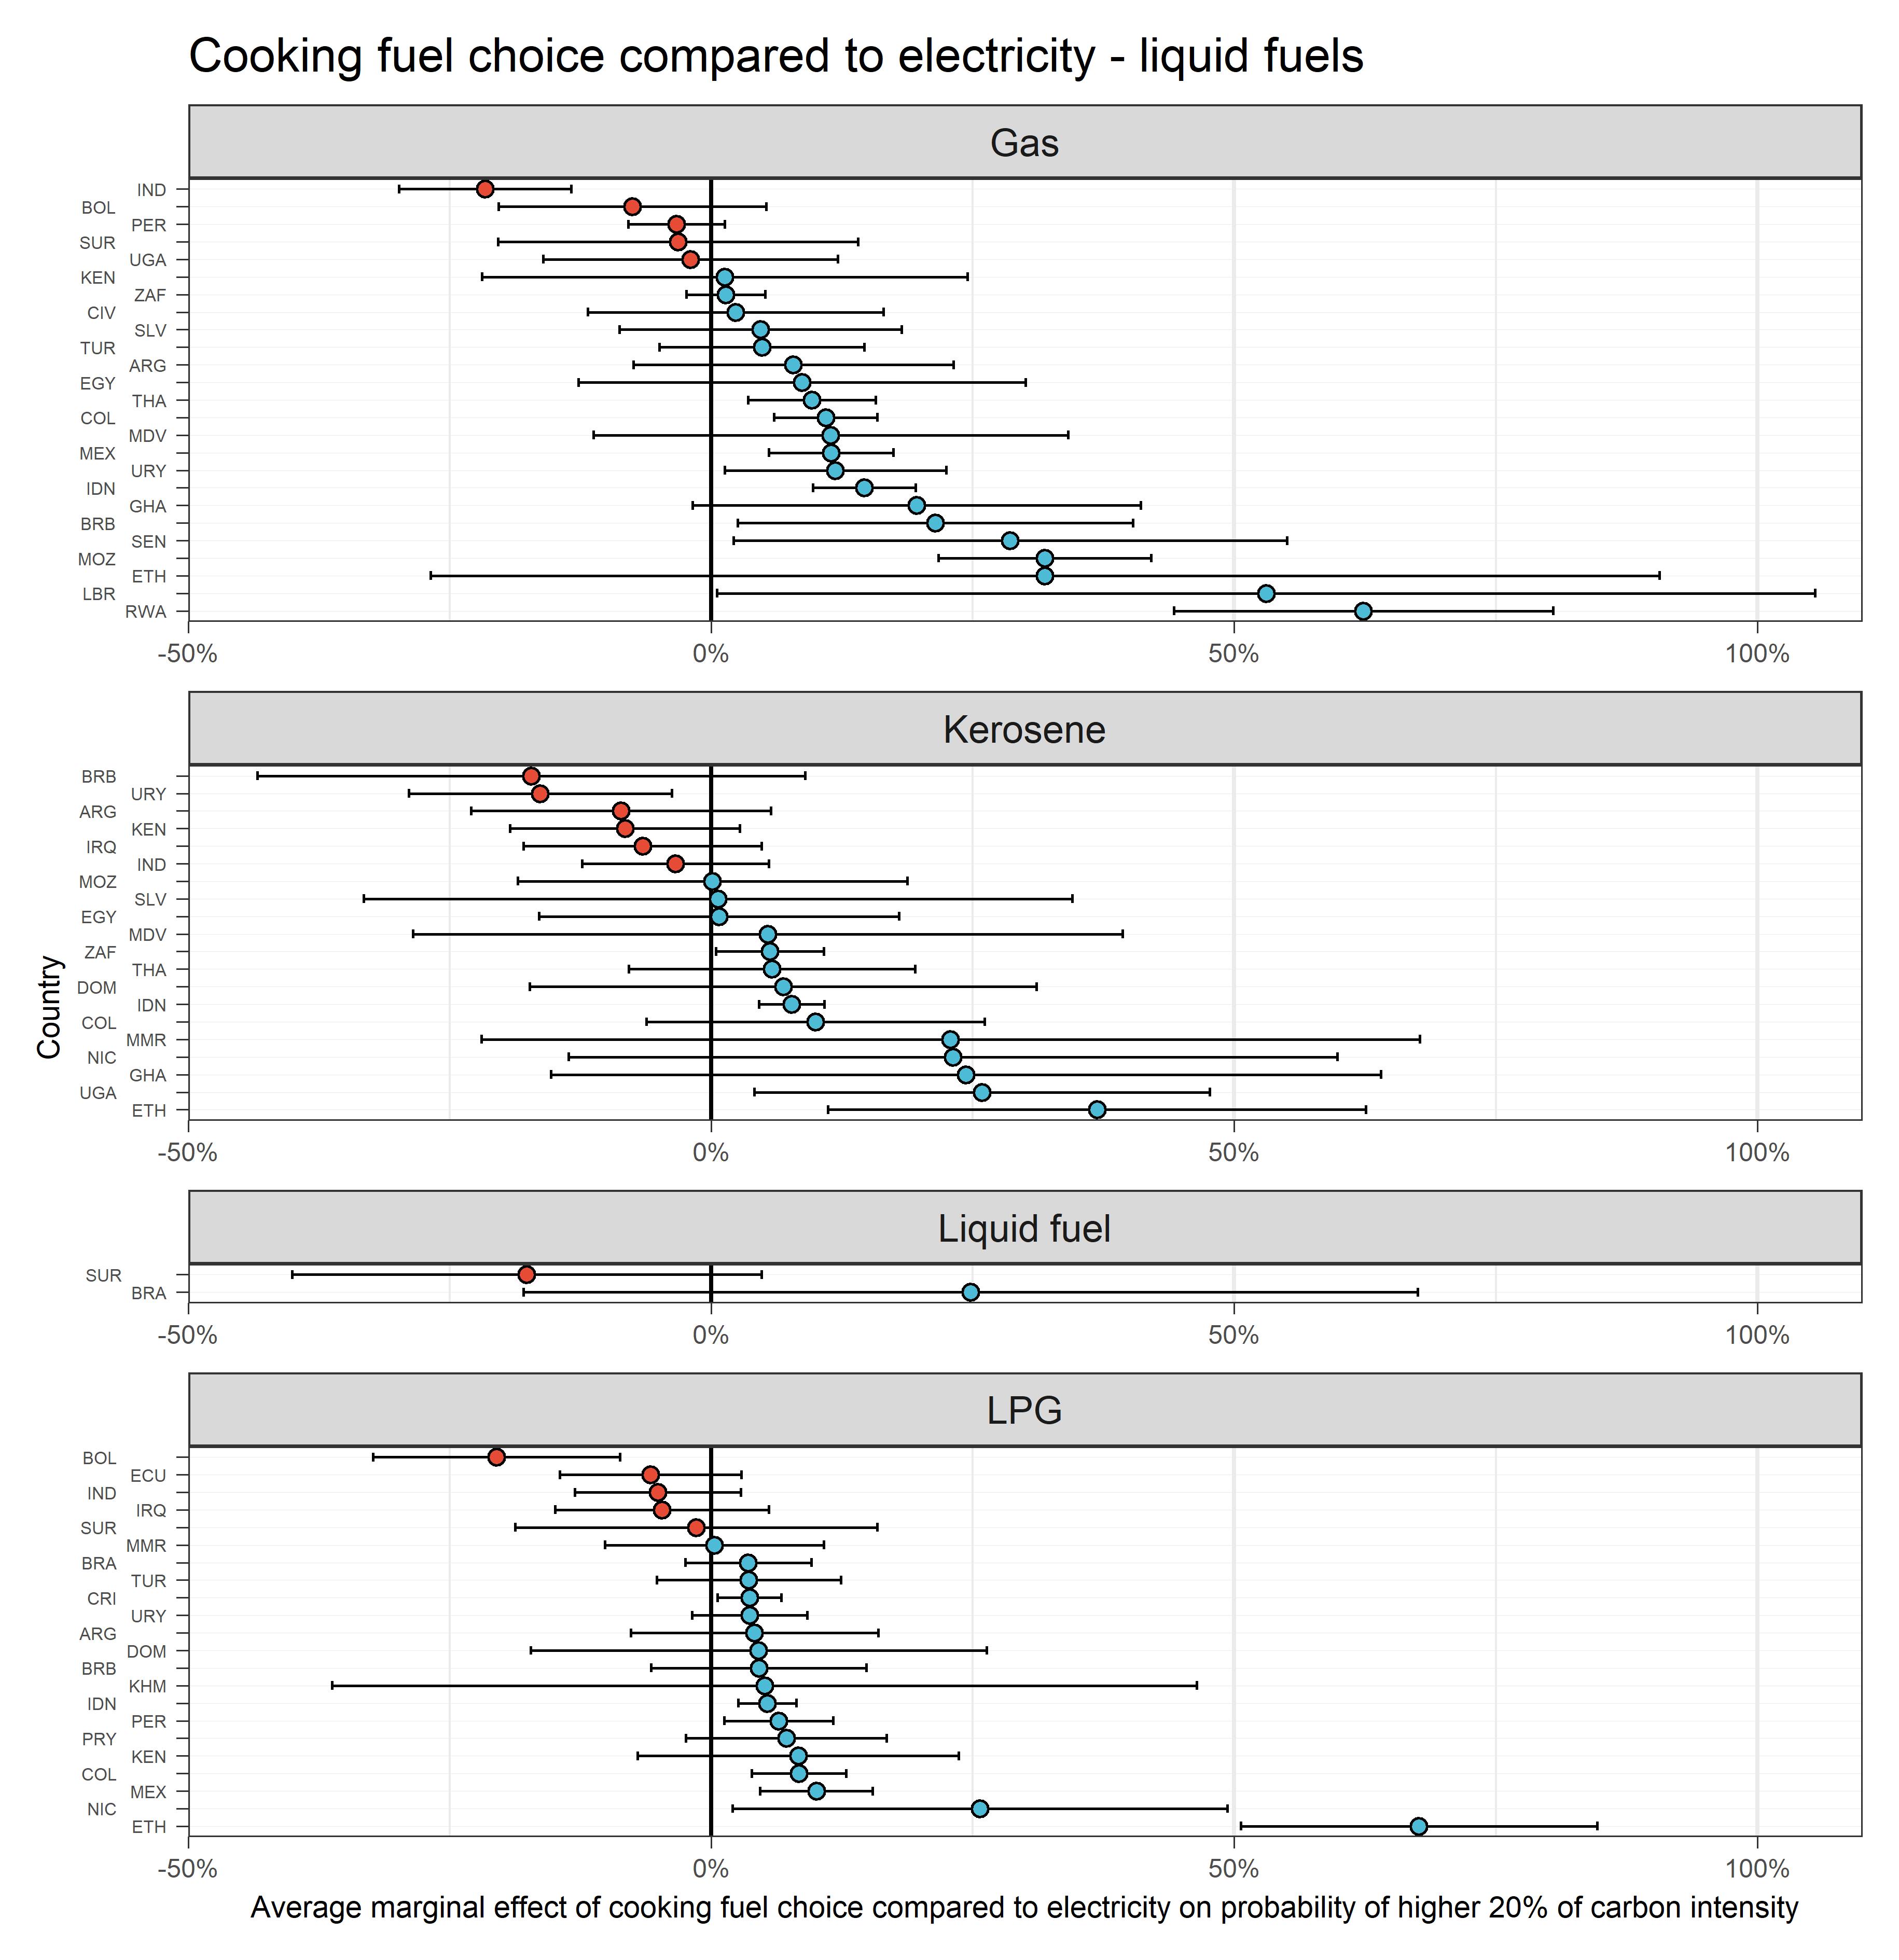 Cooking fuel choice compared to electricity - liquid fuels
Gas
IND
BOL
PER
SUR
UGA
KEN
ZAF
CIV
SLV
TUR
ARG
EGY
THA
COL
MDV
MEX
URY
IDN
GHA
BRB
SEN
MOZ
ETH
LBR
RWA
-50% 0% 50% 100%
Kerosene
BRB
URY
ARG
KEN
IRQ
IND
MOZ
SLV
EGY
MDV
ZAF
THA
DOM
IDN
COL
MMR
NIC
GHA
UGA
ETH
-50% 0% 50% 100%
Country
Liquid fuel
SUR
BRA
-50% 0% 50% 100%
LPG
BOL
ECU
IND
IRQ
SUR
MMR
BRA
TUR
CRI
URY
ARG
DOM
BRB
KHM
IDN
PER
PRY
KEN
COL
MEX
NIC
ETH
-50% 0% 50% 100%
Average marginal effect of cooking fuel choice compared to electricity on probability of higher 20% of carbon intensity